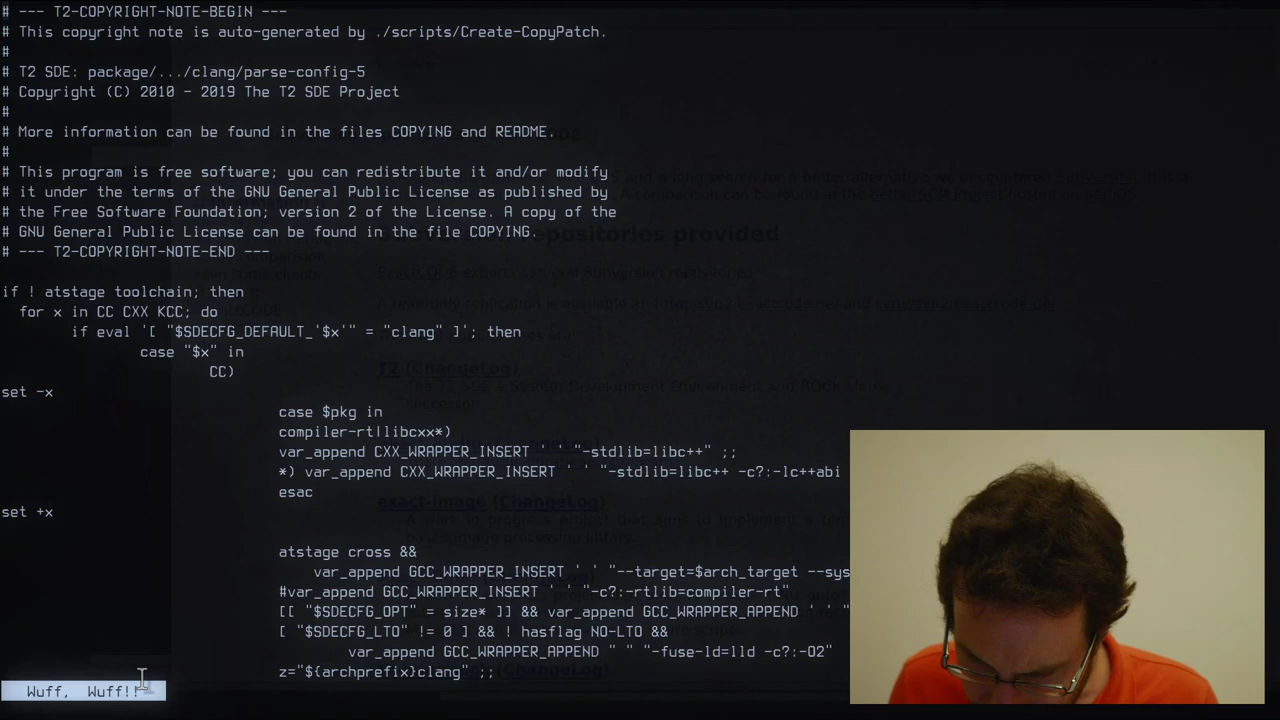 # --- T2-COPYRIGHT-NOTE-BEGIN ---
# This copyright note is auto-generated by ./scripts/Create-CopyPatch.
#
# T2 SDE: package/.../clang/parse-config-5
# Copyright (C) 2010 - 2019 The T2 SDE Project
#
# More information can be found in the files COPYING and README.
#
# This program is free software; you can redistribute it and/or modify
# it under the terms of the GNU General Public License as published by
# the Free Software Foundation; version 2 of the License. A copy of the
# GNU General Public License can be found in the file COPYING.
# --- T2-COPYRIGHT-NOTE-END ---
if ! atstage toolchain; then
for x in CC CXX KCC; do
if eval '[ "$SDECFG_DEFAULT_'$x'" = "clang" ]'; then
case "$x" in
CC)
set -x
case $pkg in
compiler-rt|libcxx*)
var_append CXX_WRAPPER_INSERT ' ' "-stdlib=libc++" ;;
*) var_append CXX_WRAPPER_INSERT ' ' "-stdlib=libc++ -c?:-lc++abi
esac
set +x
atstage cross &&
var_append GCC_WRAPPER_INSERT ' ' "--target=$arch_target --sys
#var_append GCC_WRAPPER_INSERT ' ' "-c?:-rtlib=compiler-rt"
[[ "$SDECFG_OPT" = size* ]] && var_append GCC_WRAPPER_APPEND ' ' "
[ "$SDECFG_LTO" != 0 ] && ! hasflag NO-LTO &&
var_append GCC_WRAPPER_APPEND " " "-fuse-ld=lld -c?:-O2"
z="${archprefix}clang" ;;
Wuff, Wuff!!
repositories provided
T2 (ChangeLog)
exact-image (ChangeLog)